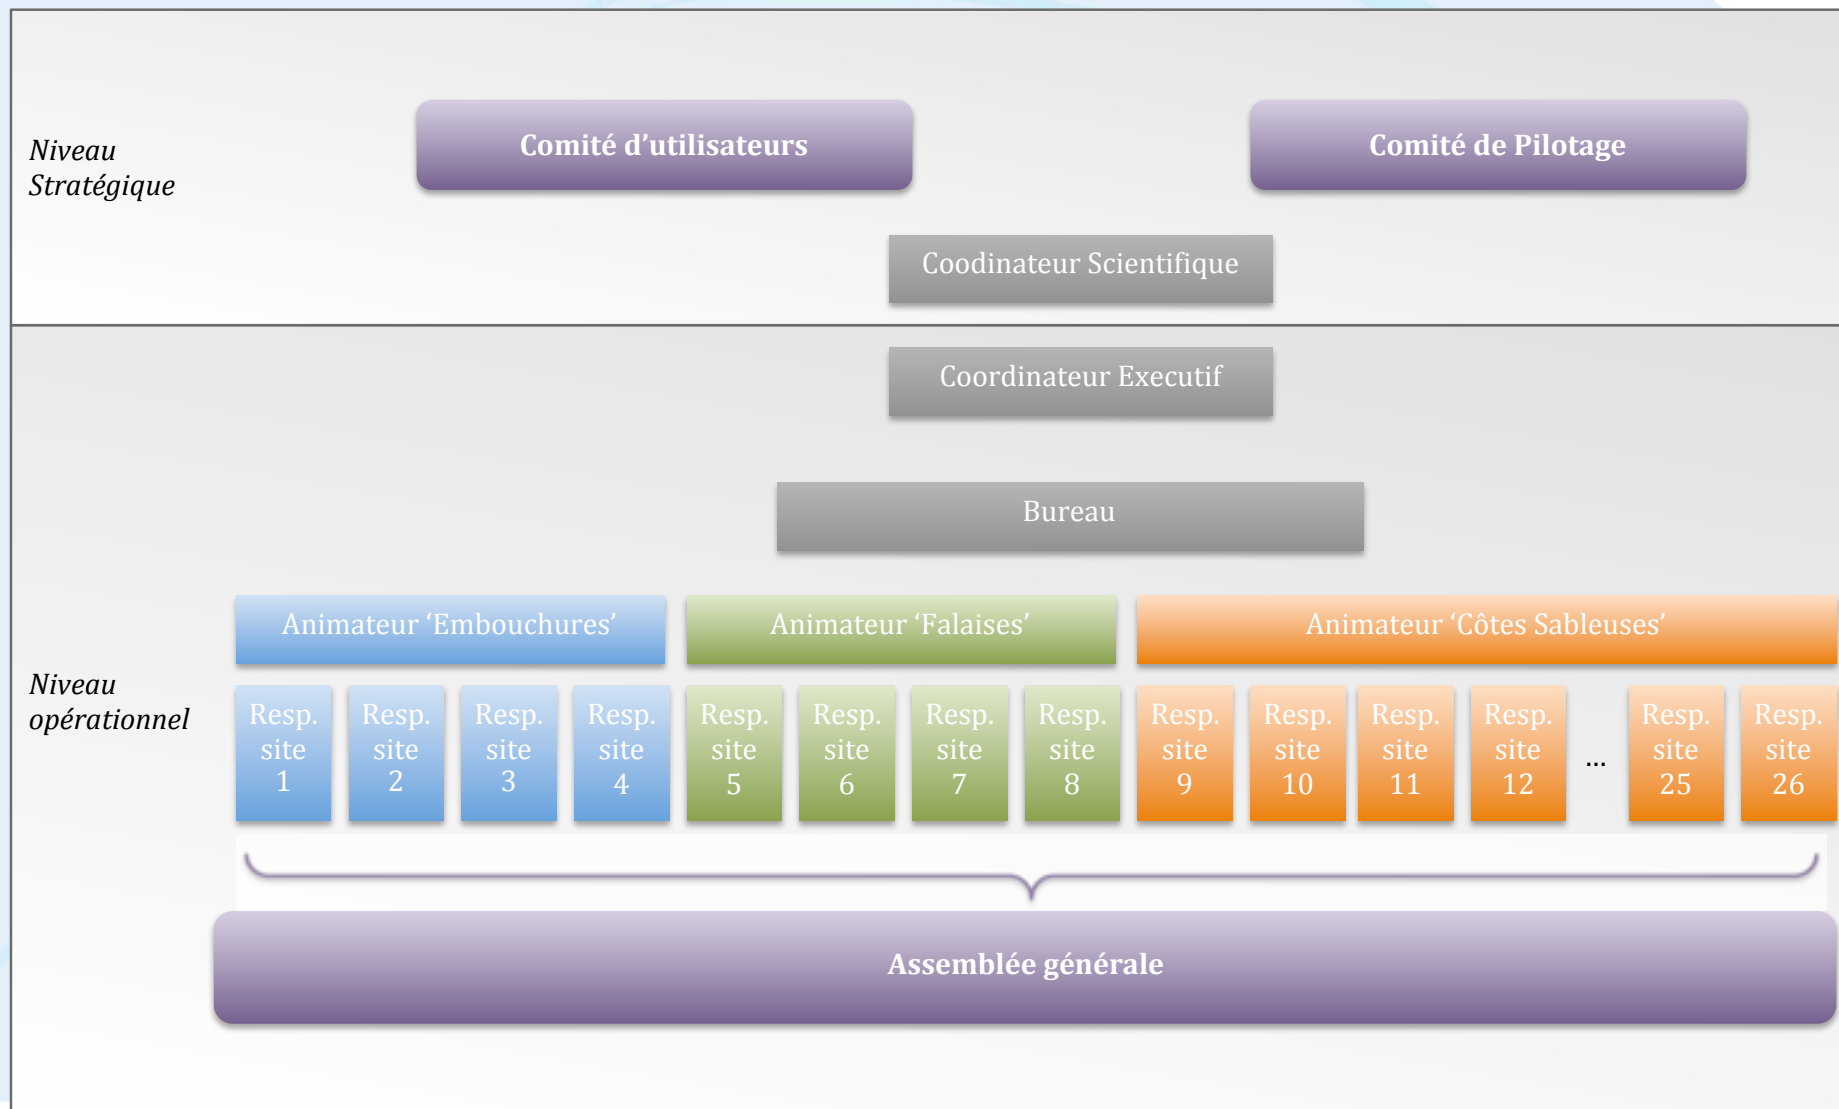 Niveau
Stratégique
Comité d’utilisateurs
Comité de Pilotage
Coodinateur Scientifique
Coordinateur Executif
Bureau
Niveau
opérationnel
Animateur ‘Embouchures’
Animateur ‘Falaises’
Animateur ‘Côtes Sableuses’
Resp.
site
1
Resp.
site
2
Resp.
site
3
Resp.
site
4
Resp.
site
5
Resp.
site
6
Resp.
site
7
Resp.
site
8
Resp.
site
9
Resp.
site
10
Resp.
site
11
Resp.
site
12
...
Resp.
site
25
Resp.
site
26
Assemblée générale